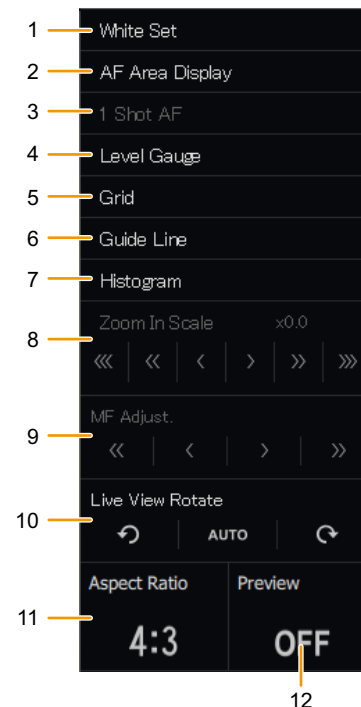 1 White Set
2 AF Area Display
3 1 Shot AF
4 Level Gauge
5 Grid
6 Guide Line
7 Histogram
Zoom In Scale x0.0
8
MF Adjust.
9
Live View Rotate
10
AUTO
Aspect Ratio Preview
11
4:3 OFF
12